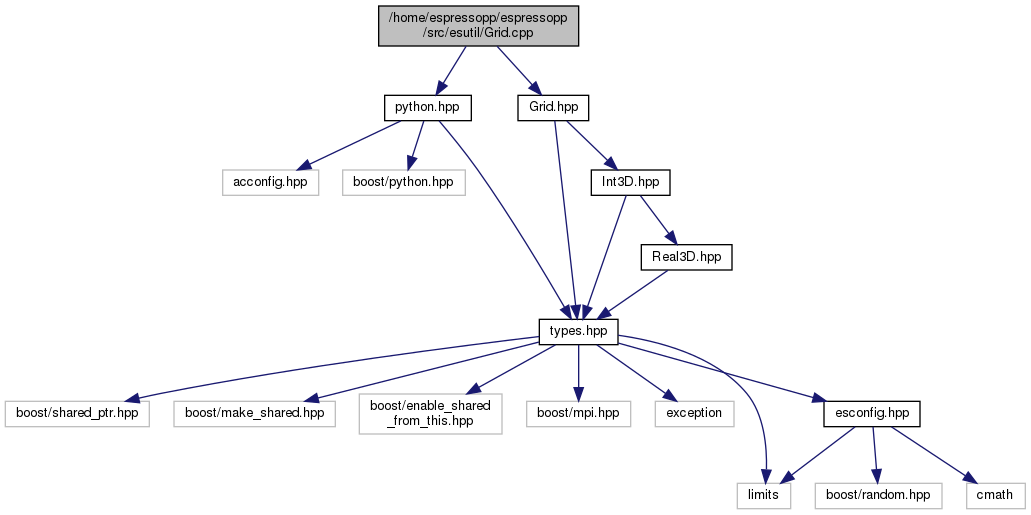 /home/espressopp/espressopp
/src/esutil/Grid.cpp
python.hpp
Grid.hpp
acconfig.hpp
boost/python.hpp
Int3D.hpp
Real3D.hpp
types.hpp
boost/shared_ptr.hpp
boost/make_shared.hpp
boost/enable_shared
_from_this.hpp
boost/mpi.hpp
exception
esconfig.hpp
limits
boost/random.hpp
cmath